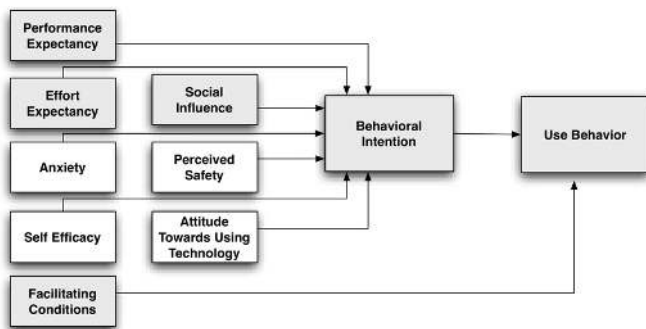 Performance
Expectancy
Effort
Expectancy
Social
Influence
Behavioral
Intention
Use Behavior
Anxiety
Perceived
Safety
Self Efficacy
Attitude
Towards Using
Technology
Facilitating
Conditions